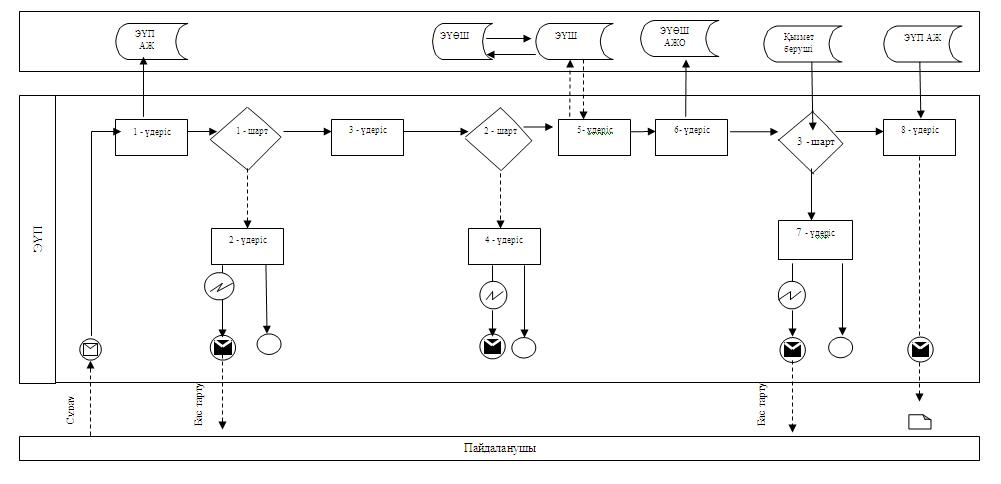 ЭҮП
АЖ
ЭҮӨШ
ЭҮШ
ЭҮӨШ
АЖО
Қызмет
беруші
ЭҮП АЖ
1 - үдеріс
1 - шарт
3 - үдеріс
2 - шарт
5- үдеріс
6- үдеріс
3 - шарт
8 - үдеріс
2 - үдеріс
4 - үдеріс
7 - үдеріс
Сұрау
Бас тарту
Бас тарту
Пайдаланушы